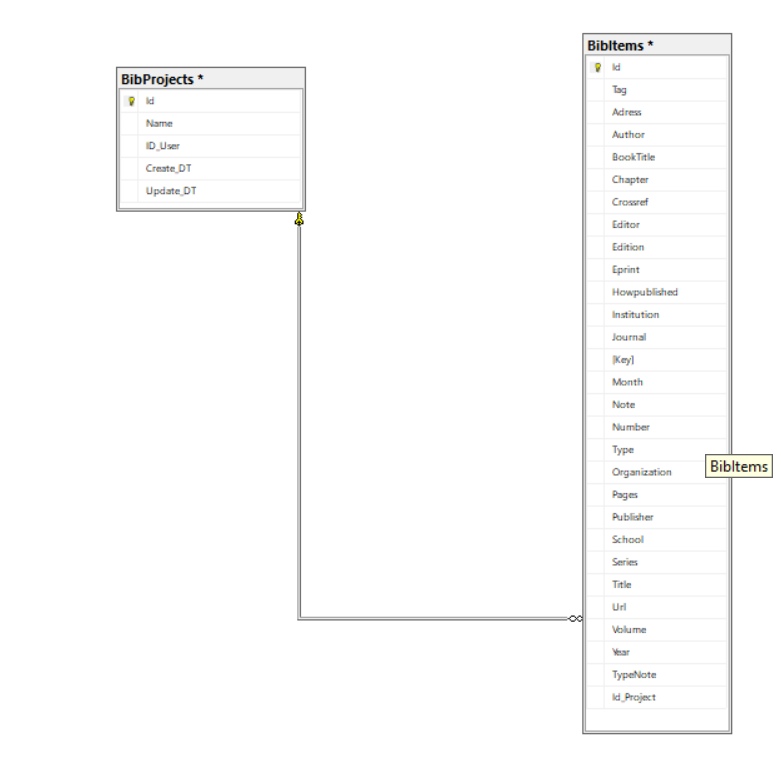 BibProjects *
Id
Name
ID_User
Create_DT
Update_DT
BibItems *
Id
Tag
Adress
Author
BookTitle
Chapter
Crossref
Editor
Edition
Eprint
Howpublished
Institution
Journal
[Key]
Month
Note
Number
Type
Organization
Pages
Publisher
School
Series
Title
Url
Volume
Year
TypeNote
Id_Project
BibItems